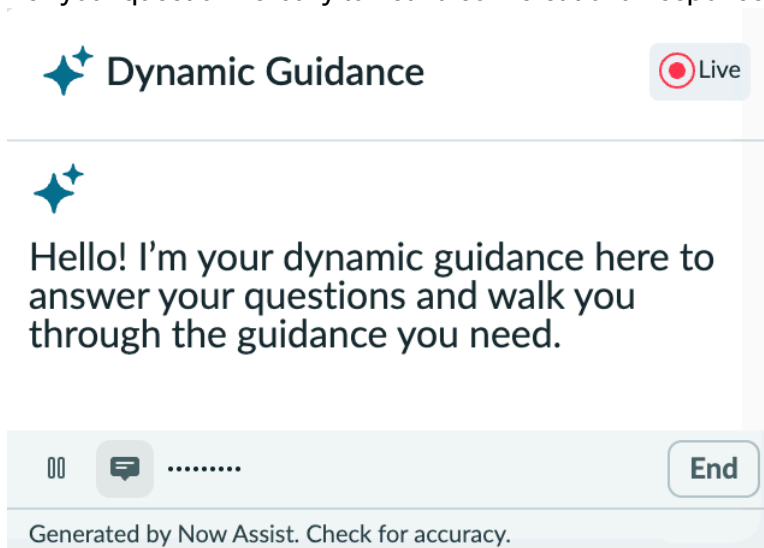 Dynamic Guidance
Live
Hello! I’m your dynamic guidance here to
answer your questions and walk you
through the guidance you need.
End
Generated by Now Assist. Check for accuracy.